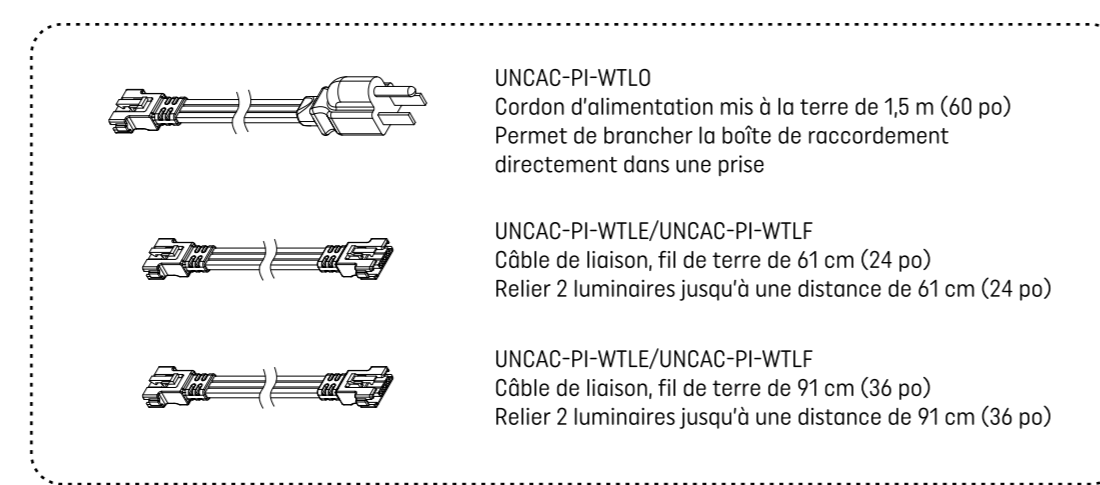 UNCAC-PI-WTLO
Cordon d'alimentation mis à la terre de 1,5 m (60 po)
Permet de brancher la boîte de raccordement
directement dans une prise
UNCAC-PI-WTLE/UNCAC-PI-WTLF
Câble de liaison, fil de terre de 61 cm (24 po)
Relier 2 luminaires jusqu'à une distance de 61 cm (24 po)
UNCAC-PI-WTLE/UNCAC-PI-WTLF
Câble de liaison, fil de terre de 91 cm (36 po)
Relier 2 luminaires jusqu'à une distance de 91 cm (36 po)